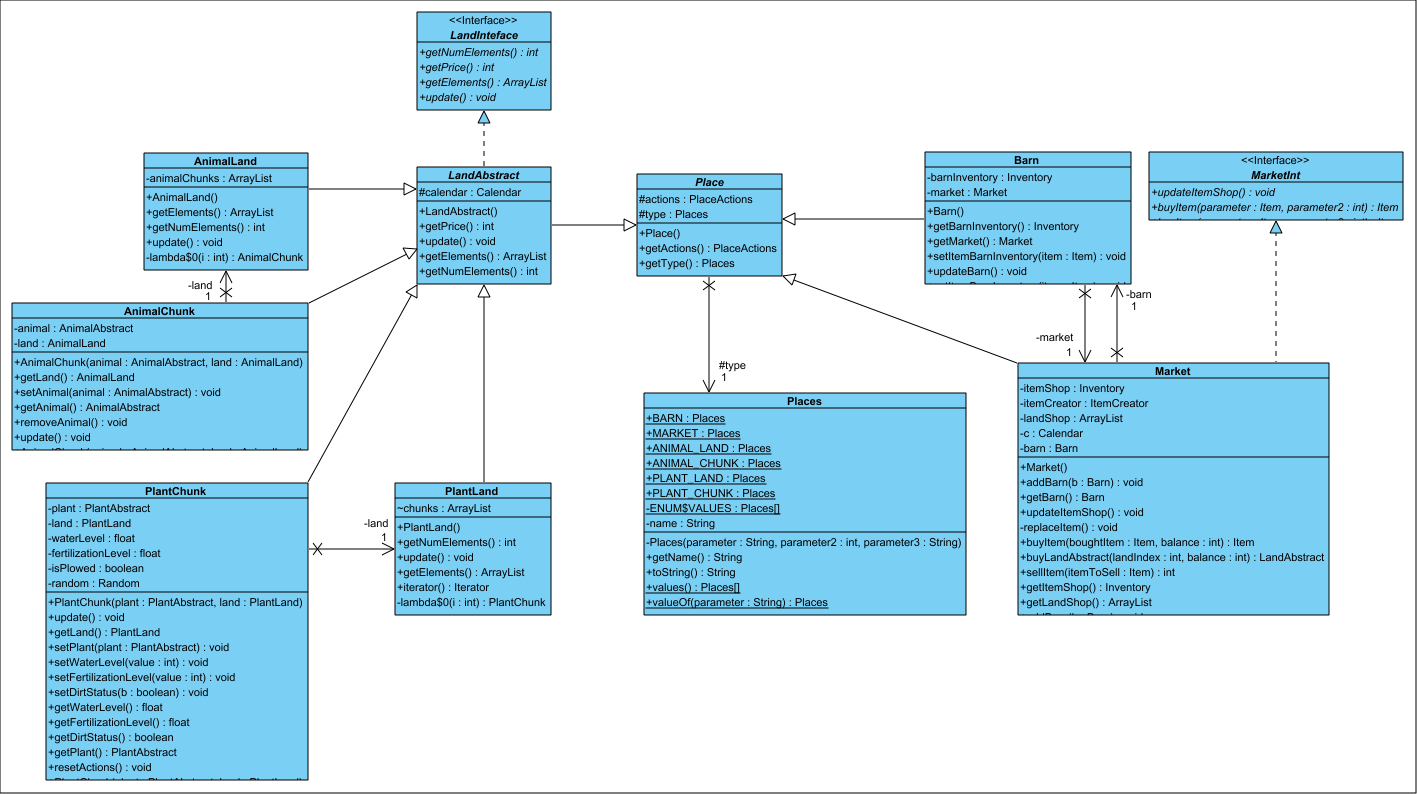 <<Interface>>
LandInteface
+getNumElements() : int
+getPrice() : int
+getElements() : ArrayList
+update() : void
AnimalLand
-animalChunks : ArrayList
+AnimalLand()
+getElements() : ArrayList
+getNumElements() : int
+update() : void
-lambda$0(i : int) : AnimalChunk
LandAbstract
#calendar : Calendar
+LandAbstract()
+getPrice() : int
+update() : void
+getElements() : ArrayList
+getNumElements() : int
Place
#actions : PlaceActions
#type : Places
+Place()
+getActions() : PlaceActions
+getType() : Places
Barn
-barnInventory : Inventory
-market : Market
+Barn()
+getBarnInventory() : Inventory
+getMarket() : Market
+setItemBarnInventory(item : Item) : void
+updateBarn() : void
<<Interface>>
MarketInt
+updateItemShop() : void
+buyItem(parameter : Item, parameter2 : int) : Item
-land
1
AnimalChunk
-animal : AnimalAbstract
-land : AnimalLand
+AnimalChunk(animal : AnimalAbstract, land : AnimalLand)
+getLand() : AnimalLand
+setAnimal(animal : AnimalAbstract) : void
+getAnimal() : AnimalAbstract
+removeAnimal() : void
+update() : void
-barn
1
-market
1
#type
1
Places
+BARN : Places
+MARKET : Places
+ANIMAL_LAND : Places
+ANIMAL_CHUNK : Places
+PLANT_LAND : Places
+PLANT_CHUNK : Places
-ENUM$VALUES : Places[]
-name : String
-Places(parameter : String, parameter2 : int, parameter3 : String)
+getName() : String
+toString() : String
+values() : Places[]
+valueOf(parameter : String) : Places
Market
-itemShop : Inventory
-itemCreator : ItemCreator
-landShop : ArrayList
-c : Calendar
-barn : Barn
+Market()
+addBarn(b : Barn) : void
+getBarn() : Barn
+updateItemShop() : void
-replaceItem() : void
+buyItem(boughtItem : Item, balance : int) : Item
+buyLandAbstract(landIndex : int, balance : int) : LandAbstract
+sellItem(itemToSell : Item) : int
+getItemShop() : Inventory
+getLandShop() : ArrayList
PlantChunk
-plant : PlantAbstract
-land : PlantLand
-waterLevel : float
-fertilizationLevel : float
-isPlowed : boolean
-random : Random
+PlantChunk(plant : PlantAbstract, land : PlantLand)
+update() : void
+getLand() : PlantLand
+setPlant(plant : PlantAbstract) : void
+setWaterLevel(value : int) : void
+setFertilizationLevel(value : int) : void
+setDirtStatus(b : boolean) : void
+getWaterLevel() : float
+getFertilizationLevel() : float
+getDirtStatus() : boolean
+getPlant() : PlantAbstract
+resetActions() : void
-land
1
PlantLand
~chunks : ArrayList
+PlantLand()
+getNumElements() : int
+update() : void
+getElements() : ArrayList
+iterator() : Iterator
-lambda$0(i : int) : PlantChunk